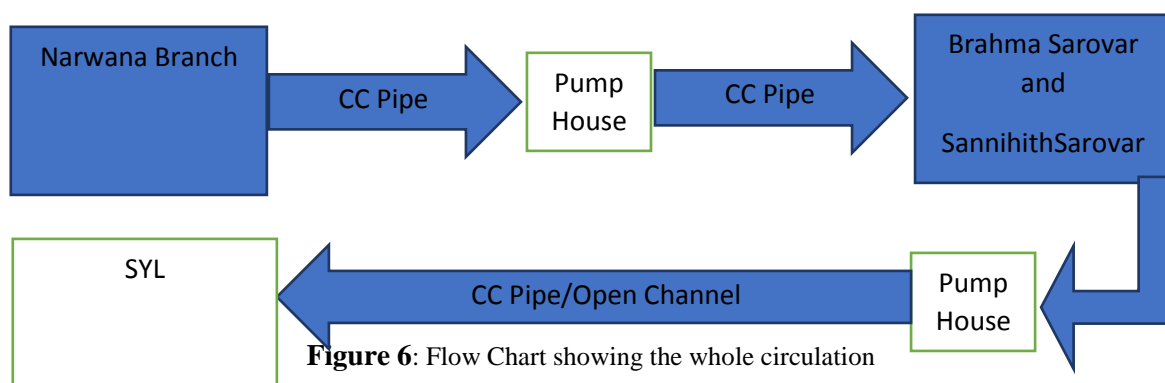 Narwana Branch
CC Pipe
Pump
House
CC Pipe
Brahma Sarovar
and
SannihithSarovar
SYL
CC Pipe/Open Channel
Pump
House
Figure 6: Flow Chart showing the whole circulation